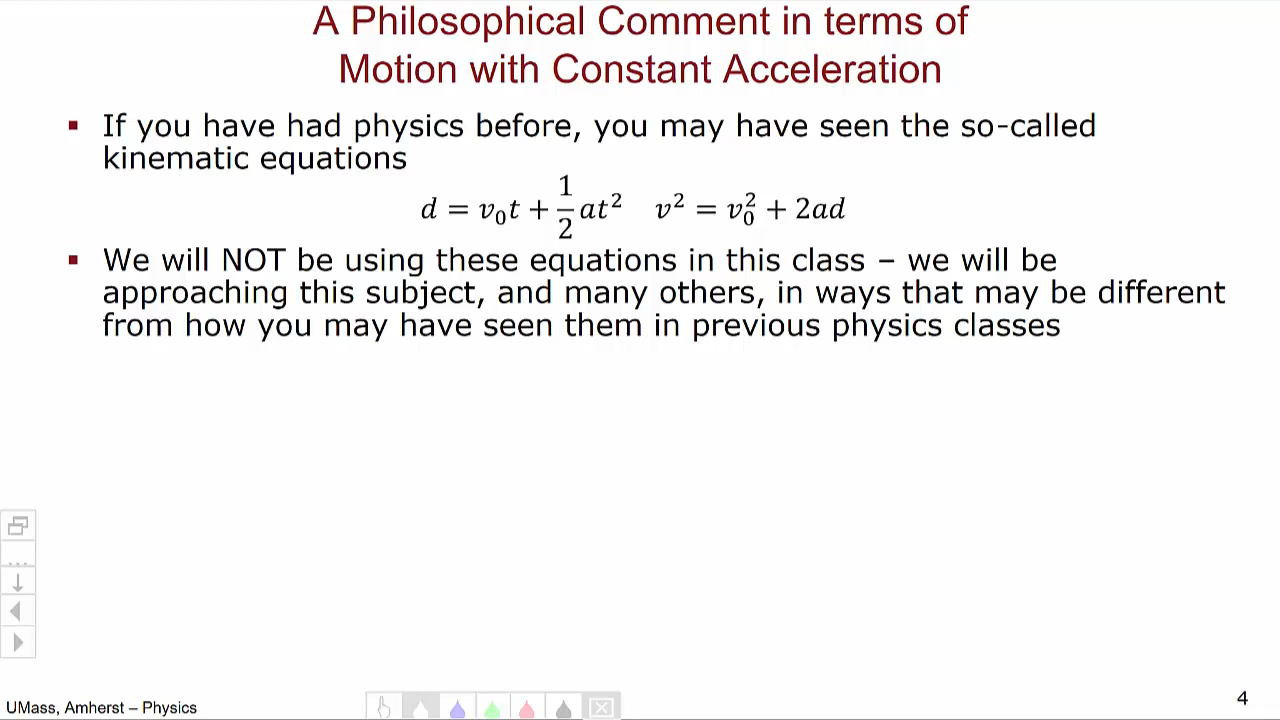 A Philosophical Comment in terms of
Motion with Constant Acceleration
▪ If you have had physics before, you may have seen the so-called
kinematic equations
d = v₀t + 1/2 at² v² = v₀² + 2ad
▪ We will NOT be using these equations in this class – we will be
approaching this subject, and many others, in ways that may be different
from how you may have seen them in previous physics classes
UMass, Amherst – Physics
4